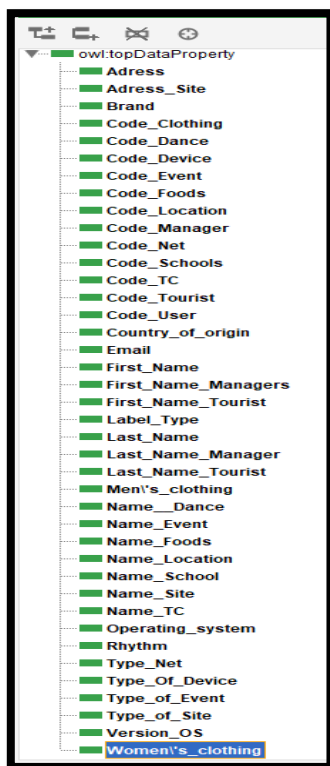 owl:topDataProperty
Adress
Adress_Site
Brand
Code_Clothing
Code_Dance
Code_Device
Code_Event
Code_Foods
Code_Location
Code_Manager
Code_Net
Code_Schools
Code_TC
Code_Tourist
Code_User
Country_of_origin
Email
First_Name
First_Name_Managers
First_Name_Tourist
Label_Type
Last_Name
Last_Name_Manager
Last_Name_Tourist
Men\'s_clothing
Name__Dance
Name_Event
Name_Foods
Name_Location
Name_School
Name_Site
Name_TC
Operating_system
Rhythm
Type_Net
Type_Of_Device
Type_of_Event
Type_of_Site
Version_OS
Women\'s_clothing